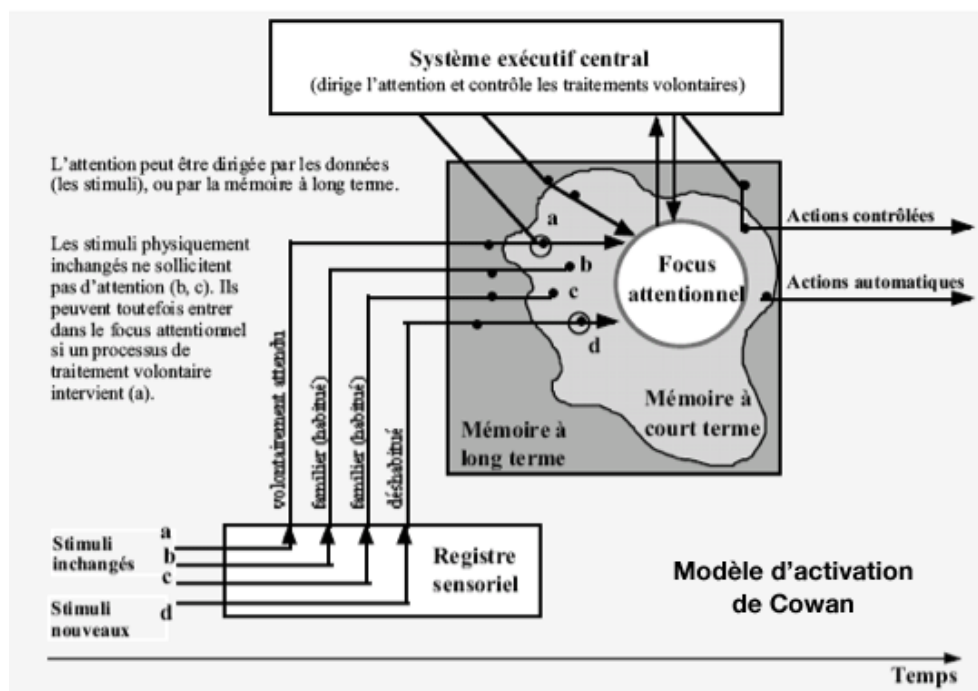 Système exécutif central
(dirige l'attention et contrôle les traitements volontaires)
L'attention peut être dirigée par les données
(les stimuli), ou par la mémoire à long terme.
Les stimuli physiquement
inchangés ne sollicitent
pas d'attention (b, c). Ils
peuvent toutefois entrer
dans le focus attentionnel
si un processus de
traitement volontaire
intervient (a).
volontairement attendu
familier (habitué)
familier (habitué)
déshabitué
a
b
c
d
Focus
attentionnel
Mémoire à
court terme
Mémoire à
long terme
Actions contrôlées
Actions automatiques
Stimuli
inchangés
a
b
c
Stimuli
nouveaux
d
Registre
sensoriel
Modèle d'activation
de Cowan
Temps